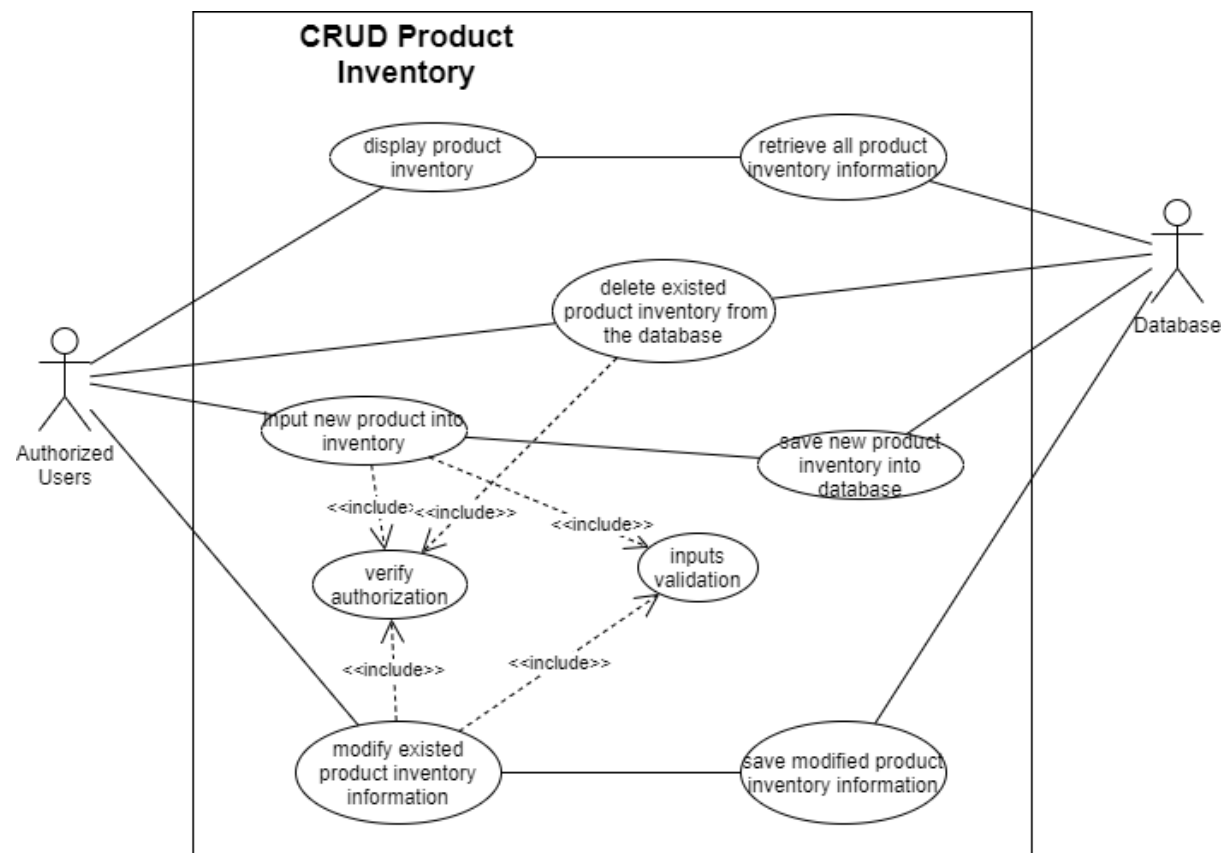 CRUD Product
Inventory
display product
inventory
retrieve all product
inventory information
delete existed
product inventory from
the database
Database
Authorized
Users
input new product into
inventory
save new product
inventory into
database
<<include>>
<<include>>
<<include>>
verify
authorization
inputs
validation
<<include>>
<<include>>
modify existed
product inventory
information
save modified product
inventory information